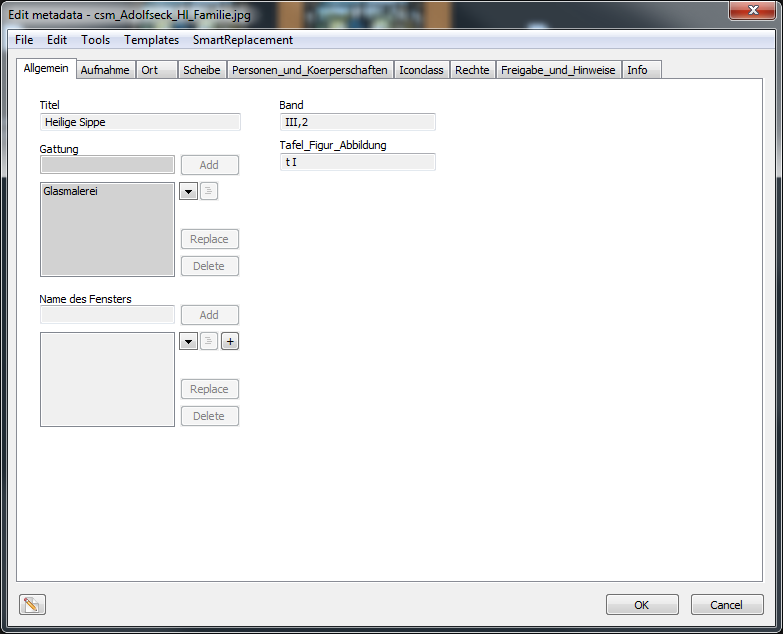 Edit metadata - csm_Adolfseck_Hl_Familie.jpg
File Edit Tools Templates SmartReplacement
Allgemein Aufnahme Ort Scheibe Personen_und_Koerperschaften Iconclass Rechte Freigabe_und_Hinweise Info
Titel Band
Heilige Sippe III,2
Gattung Tafel_Figur_Abbildung
Add t I
Glasmalerei
Replace
Delete
Name des Fensters
Add
+
Replace
Delete
OK Cancel